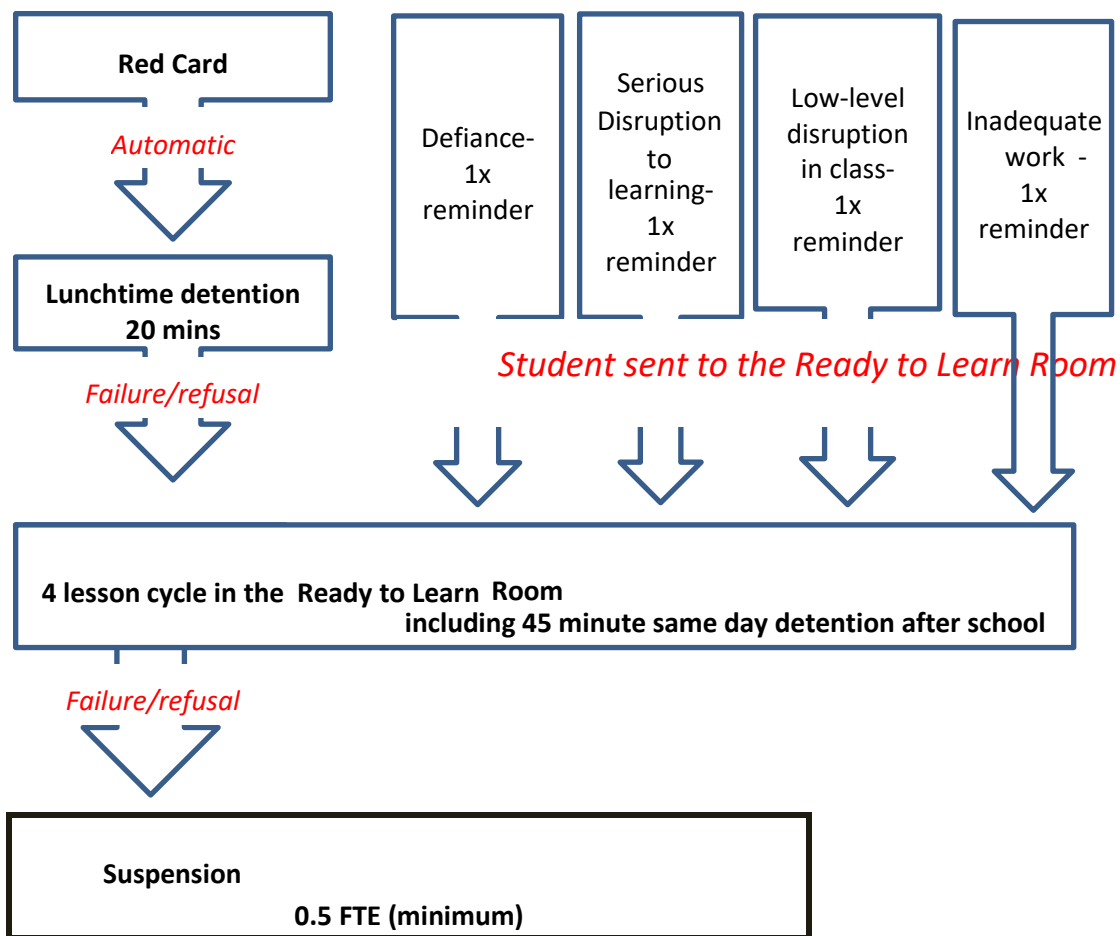 Red Card
Automatic
Lunchtime detention
20 mins
Failure/refusal
Defiance-
1x
reminder
Serious
Disruption
to
learning-
1x
reminder
Low-level
disruption
in class-
1x
reminder
Inadequate
work -
1x
reminder
Student sent to the Ready to Learn Room
4 lesson cycle in the Ready to Learn Room
including 45 minute same day detention after school
Failure/refusal
Suspension
0.5 FTE (minimum)